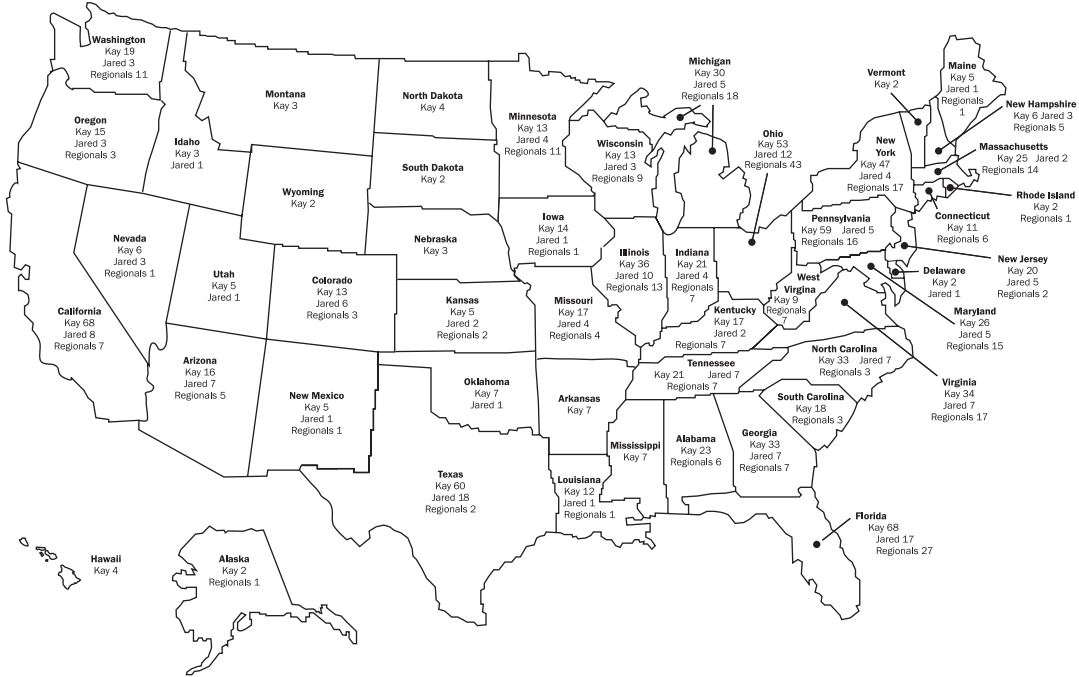 Washington
Kay 19
Jared 3
Regionals 11
Oregon
Kay 15
Jared 3
Regionals 3
Idaho
Kay 3
Jared 1
Montana
Kay 3
North Dakota
Kay 4
South Dakota
Kay 2
Wyoming
Kay 2
Nebraska
Kay 3
Nevada
Kay 6
Jared 3
Regionals 1
Utah
Kay 5
Jared 1
Colorado
Kay 13
Jared 6
Regionals 3
Kansas
Kay 5
Jared 2
Regionals 2
California
Kay 68
Jared 8
Regionals 7
Arizona
Kay 16
Jared 7
Regionals 5
New Mexico
Kay 5
Jared 1
Regionals 1
Oklahoma
Kay 7
Jared 1
Texas
Kay 60
Jared 18
Regionals 2
Hawaii
Kay 4
Alaska
Kay 2
Regionals 1
Minnesota
Kay 13
Jared 4
Regionals 11
Wisconsin
Kay 13
Jared 3
Regionals 9
Iowa
Kay 14
Jared 1
Regionals 1
Missouri
Kay 17
Jared 4
Regionals 4
Arkansas
Kay 7
Louisiana
Kay 12
Jared 1
Regionals 1
Michigan
Kay 30
Jared 5
Regionals 18
Illinois
Kay 36
Jared 10
Regionals 13
Indiana
Kay 21
Jared 4
Regionals
7
Ohio
Kay 53
Jared 12
Regionals 43
Kentucky
Kay 17
Jared 2
Regionals 7
Tennessee
Kay 21 Jared 7
Regionals 7
Mississippi
Kay 7
Alabama
Kay 23
Regionals 6
Georgia
Kay 33
Jared 7
Regionals 7
Florida
Kay 68
Jared 17
Regionals 27
South Carolina
Kay 18
Regionals 3
North Carolina
Kay 33 Jared 7
Regionals 3
West
Virgina
Kay 9
Regionals
7
Virginia
Kay 34
Jared 7
Regionals 17
Maryland
Kay 26
Jared 5
Regionals 15
Delaware
Kay 2
Jared 1
New Jersey
Kay 20
Jared 5
Regionals 2
Pennsylvania
Kay 59 Jared 5
Regionals 16
New
York
Kay 47
Jared 4
Regionals 17
Connecticut
Kay 11
Regionals 6
Rhode Island
Kay 2
Regionals 1
Massachusetts
Kay 25 Jared 2
Regionals 14
New Hampshire
Kay 6 Jared 3
Regionals 5
Vermont
Kay 2
Maine
Kay 5
Jared 1
Regionals
1